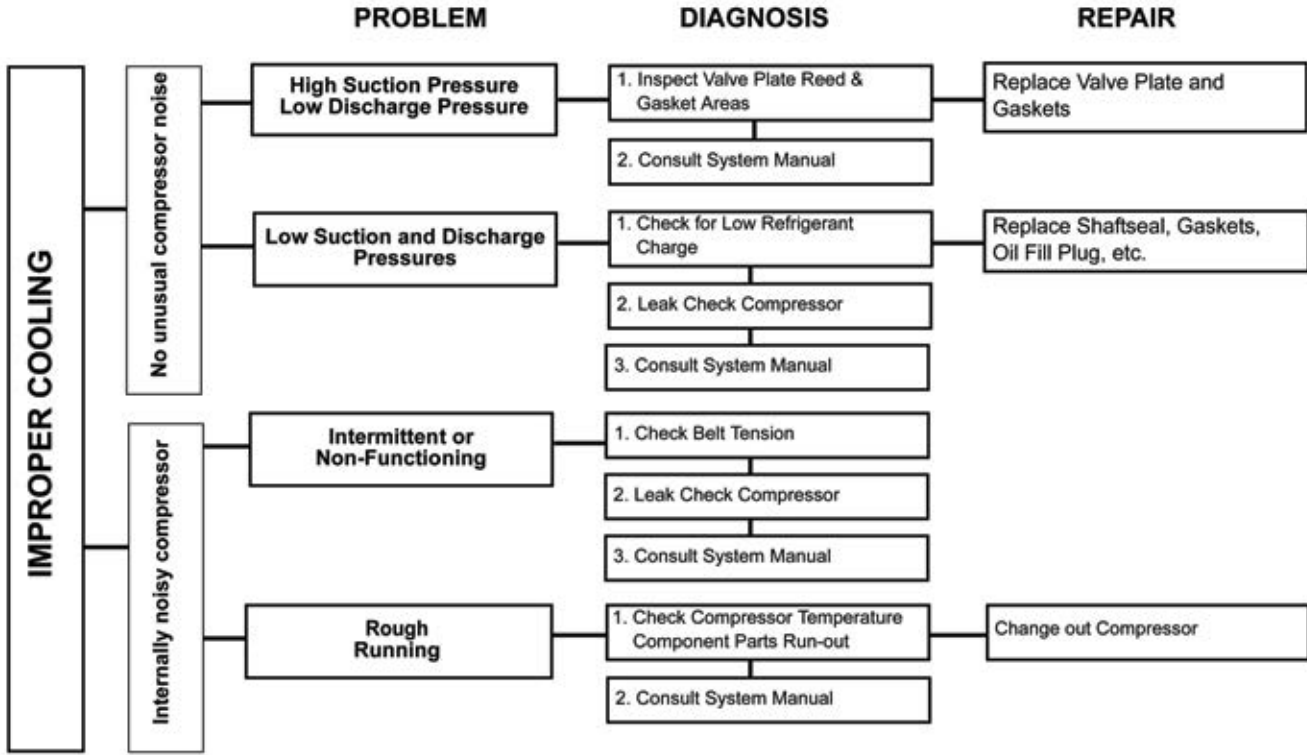 PROBLEM
DIAGNOSIS
REPAIR
IMPROPER COOLING
No unusual compressor noise
High Suction Pressure
Low Discharge Pressure
1. Inspect Valve Plate Reed &
Gasket Areas
Replace Valve Plate and
Gaskets
2. Consult System Manual
Low Suction and Discharge
Pressures
1. Check for Low Refrigerant
Charge
Replace Shaftseal, Gaskets,
Oil Fill Plug, etc.
2. Leak Check Compressor
3. Consult System Manual
Internally noisy compressor
Intermittent or
Non-Functioning
1. Check Belt Tension
2. Leak Check Compressor
3. Consult System Manual
Rough
Running
1. Check Compressor Temperature
Component Parts Run-out
Change out Compressor
2. Consult System Manual